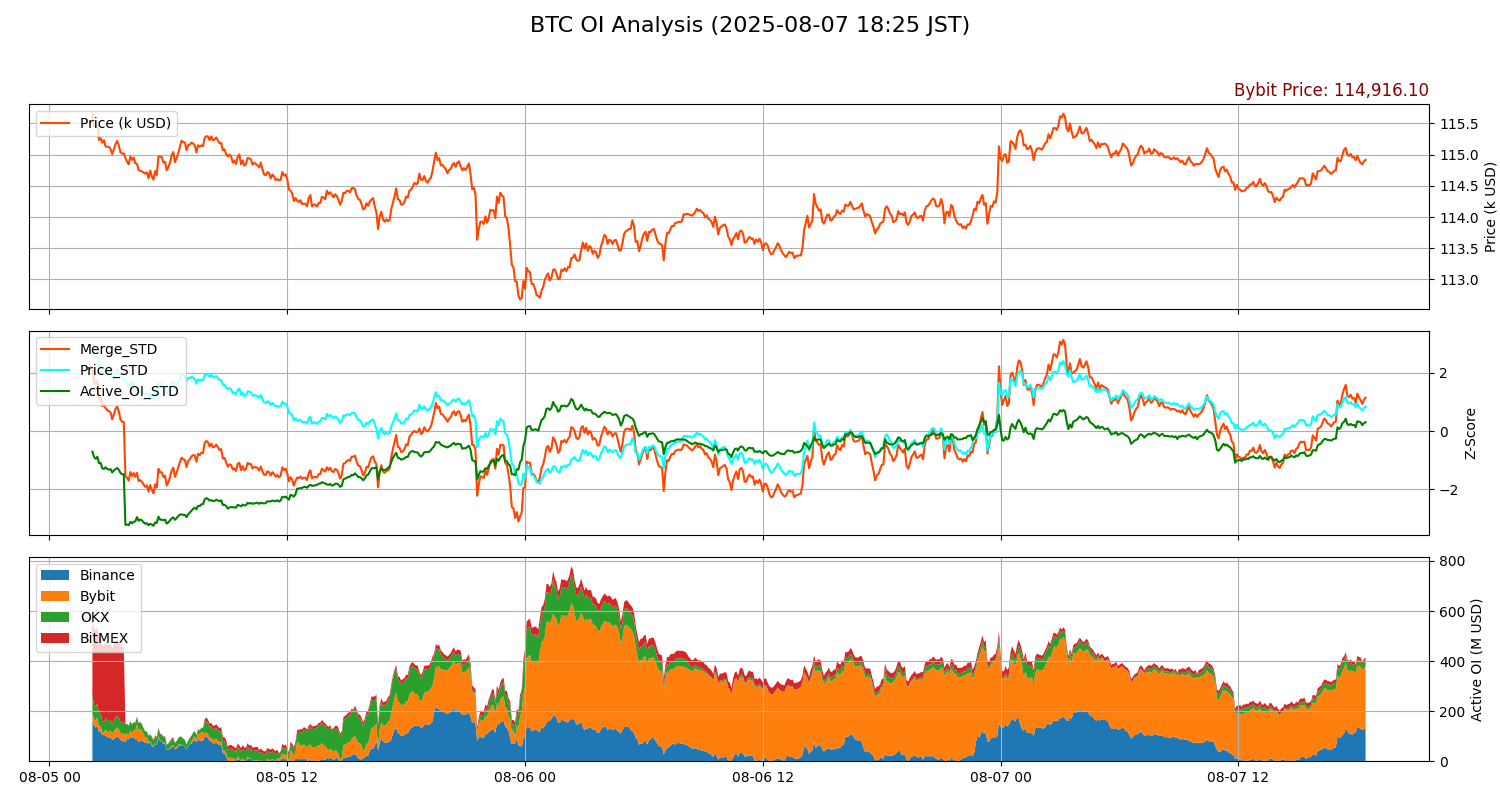 BTC OI Analysis (2025-08-07 18:25 JST)
Bybit Price: 114,916.10
Price (k USD)
115.5
115.0
114.5
114.0
113.5
113.0
Price (k USD)
Merge_STD
Price_STD
Active_OI_STD
2
0
−2
Z-Score
Binance
Bybit
OKX
BitMEX
800
600
400
200
0
Active OI (M USD)
08-05 00
08-05 12
08-06 00
08-06 12
08-07 00
08-07 12